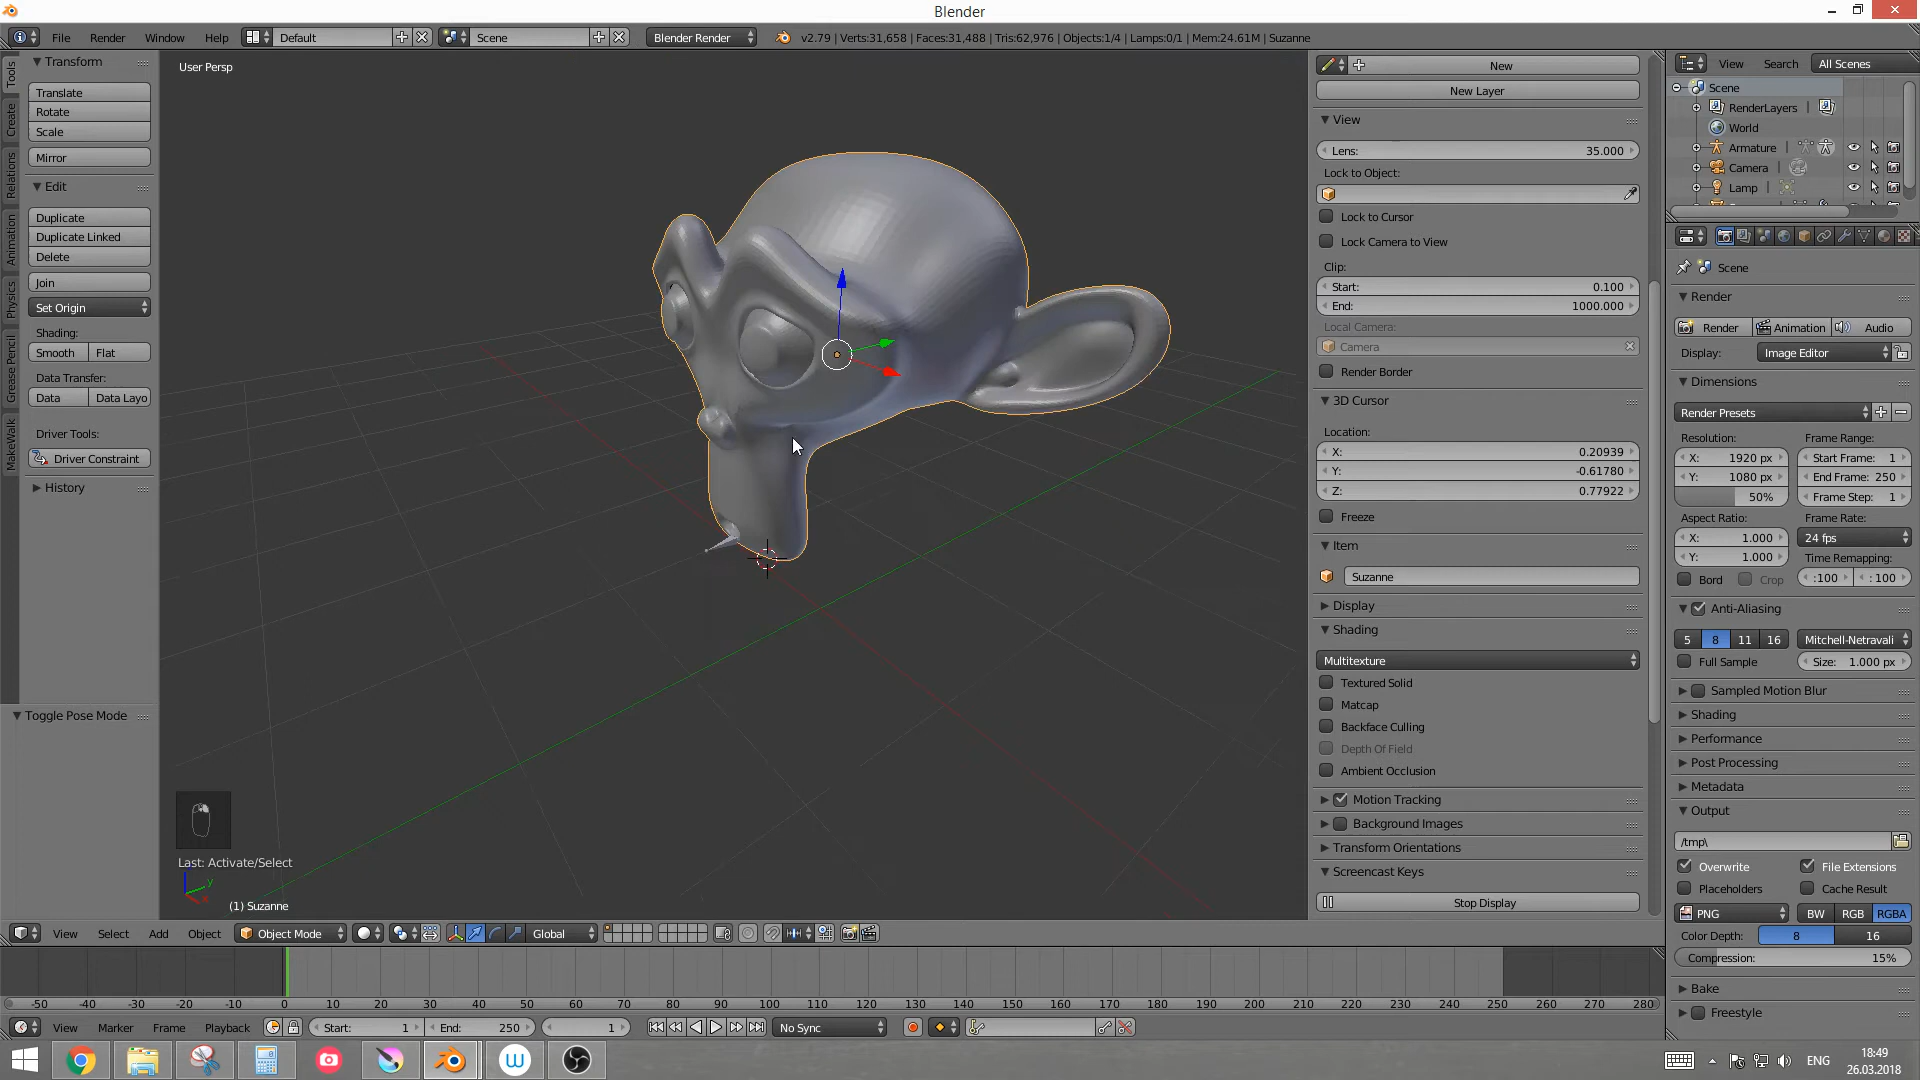 Blender
File Render Window Help Default Scene Blender Render v2.79 | Verts:31,658 | Faces:31,488 | Tris:62,976 | Objects:1/4 | Lamps:0/1 | Mem:24.61M | Suzanne
Tools
Create
Relations
Animation
Physics
Grease Pencil
MakeWalk
Transform
Translate
Rotate
Scale
Mirror
Edit
Duplicate
Duplicate Linked
Delete
Join
Set Origin
Shading:
Smooth Flat
Data Transfer:
Data Data Layo
Driver Tools:
Driver Constraint
History
Toggle Pose Mode
User Persp
Last: Activate/Select
(1) Suzanne
View Select Add Object Object Mode Global
New
New Layer
View
Lens: 35.000
Lock to Object:
Lock to Cursor
Lock Camera to View
Clip:
Start: 0.100
End: 1000.000
Local Camera:
Camera
Render Border
3D Cursor
Location:
X: 0.20939
Y: -0.61780
Z: 0.77922
Freeze
Item
Suzanne
Display
Shading
Multitexture
Textured Solid
Matcap
Backface Culling
Depth Of Field
Ambient Occlusion
Motion Tracking
Background Images
Transform Orientations
Screencast Keys
Stop Display
View Search All Scenes
Scene
RenderLayers
World
Armature
Camera
Lamp
Scene
Render
Render Animation Audio
Display: Image Editor
Dimensions
Render Presets
Resolution: Frame Range:
X: 1920 px Start Frame: 1
Y: 1080 px End Frame: 250
50% Frame Step: 1
Aspect Ratio: Frame Rate:
X: 1.000 24 fps
Y: 1.000 Time Remapping:
Bord Crop :100 : 100
Anti-Aliasing
5 8 11 16 Mitchell-Netravali
Full Sample Size: 1.000 px
Sampled Motion Blur
Shading
Performance
Post Processing
Metadata
Output
/tmp\
Overwrite File Extensions
Placeholders Cache Result
PNG BW RGB RGBA
Color Depth: 8 16
Compression: 15%
Bake
Freestyle
-50 -40 -30 -20 -10 0 10 20 30 40 50 60 70 80 90 100 110 120 130 140 150 160 170 180 190 200 210 220 230 240 250 260 270 280
View Marker Frame Playback Start: 1 End: 250 1 No Sync
ENG 18:49
26.03.2018